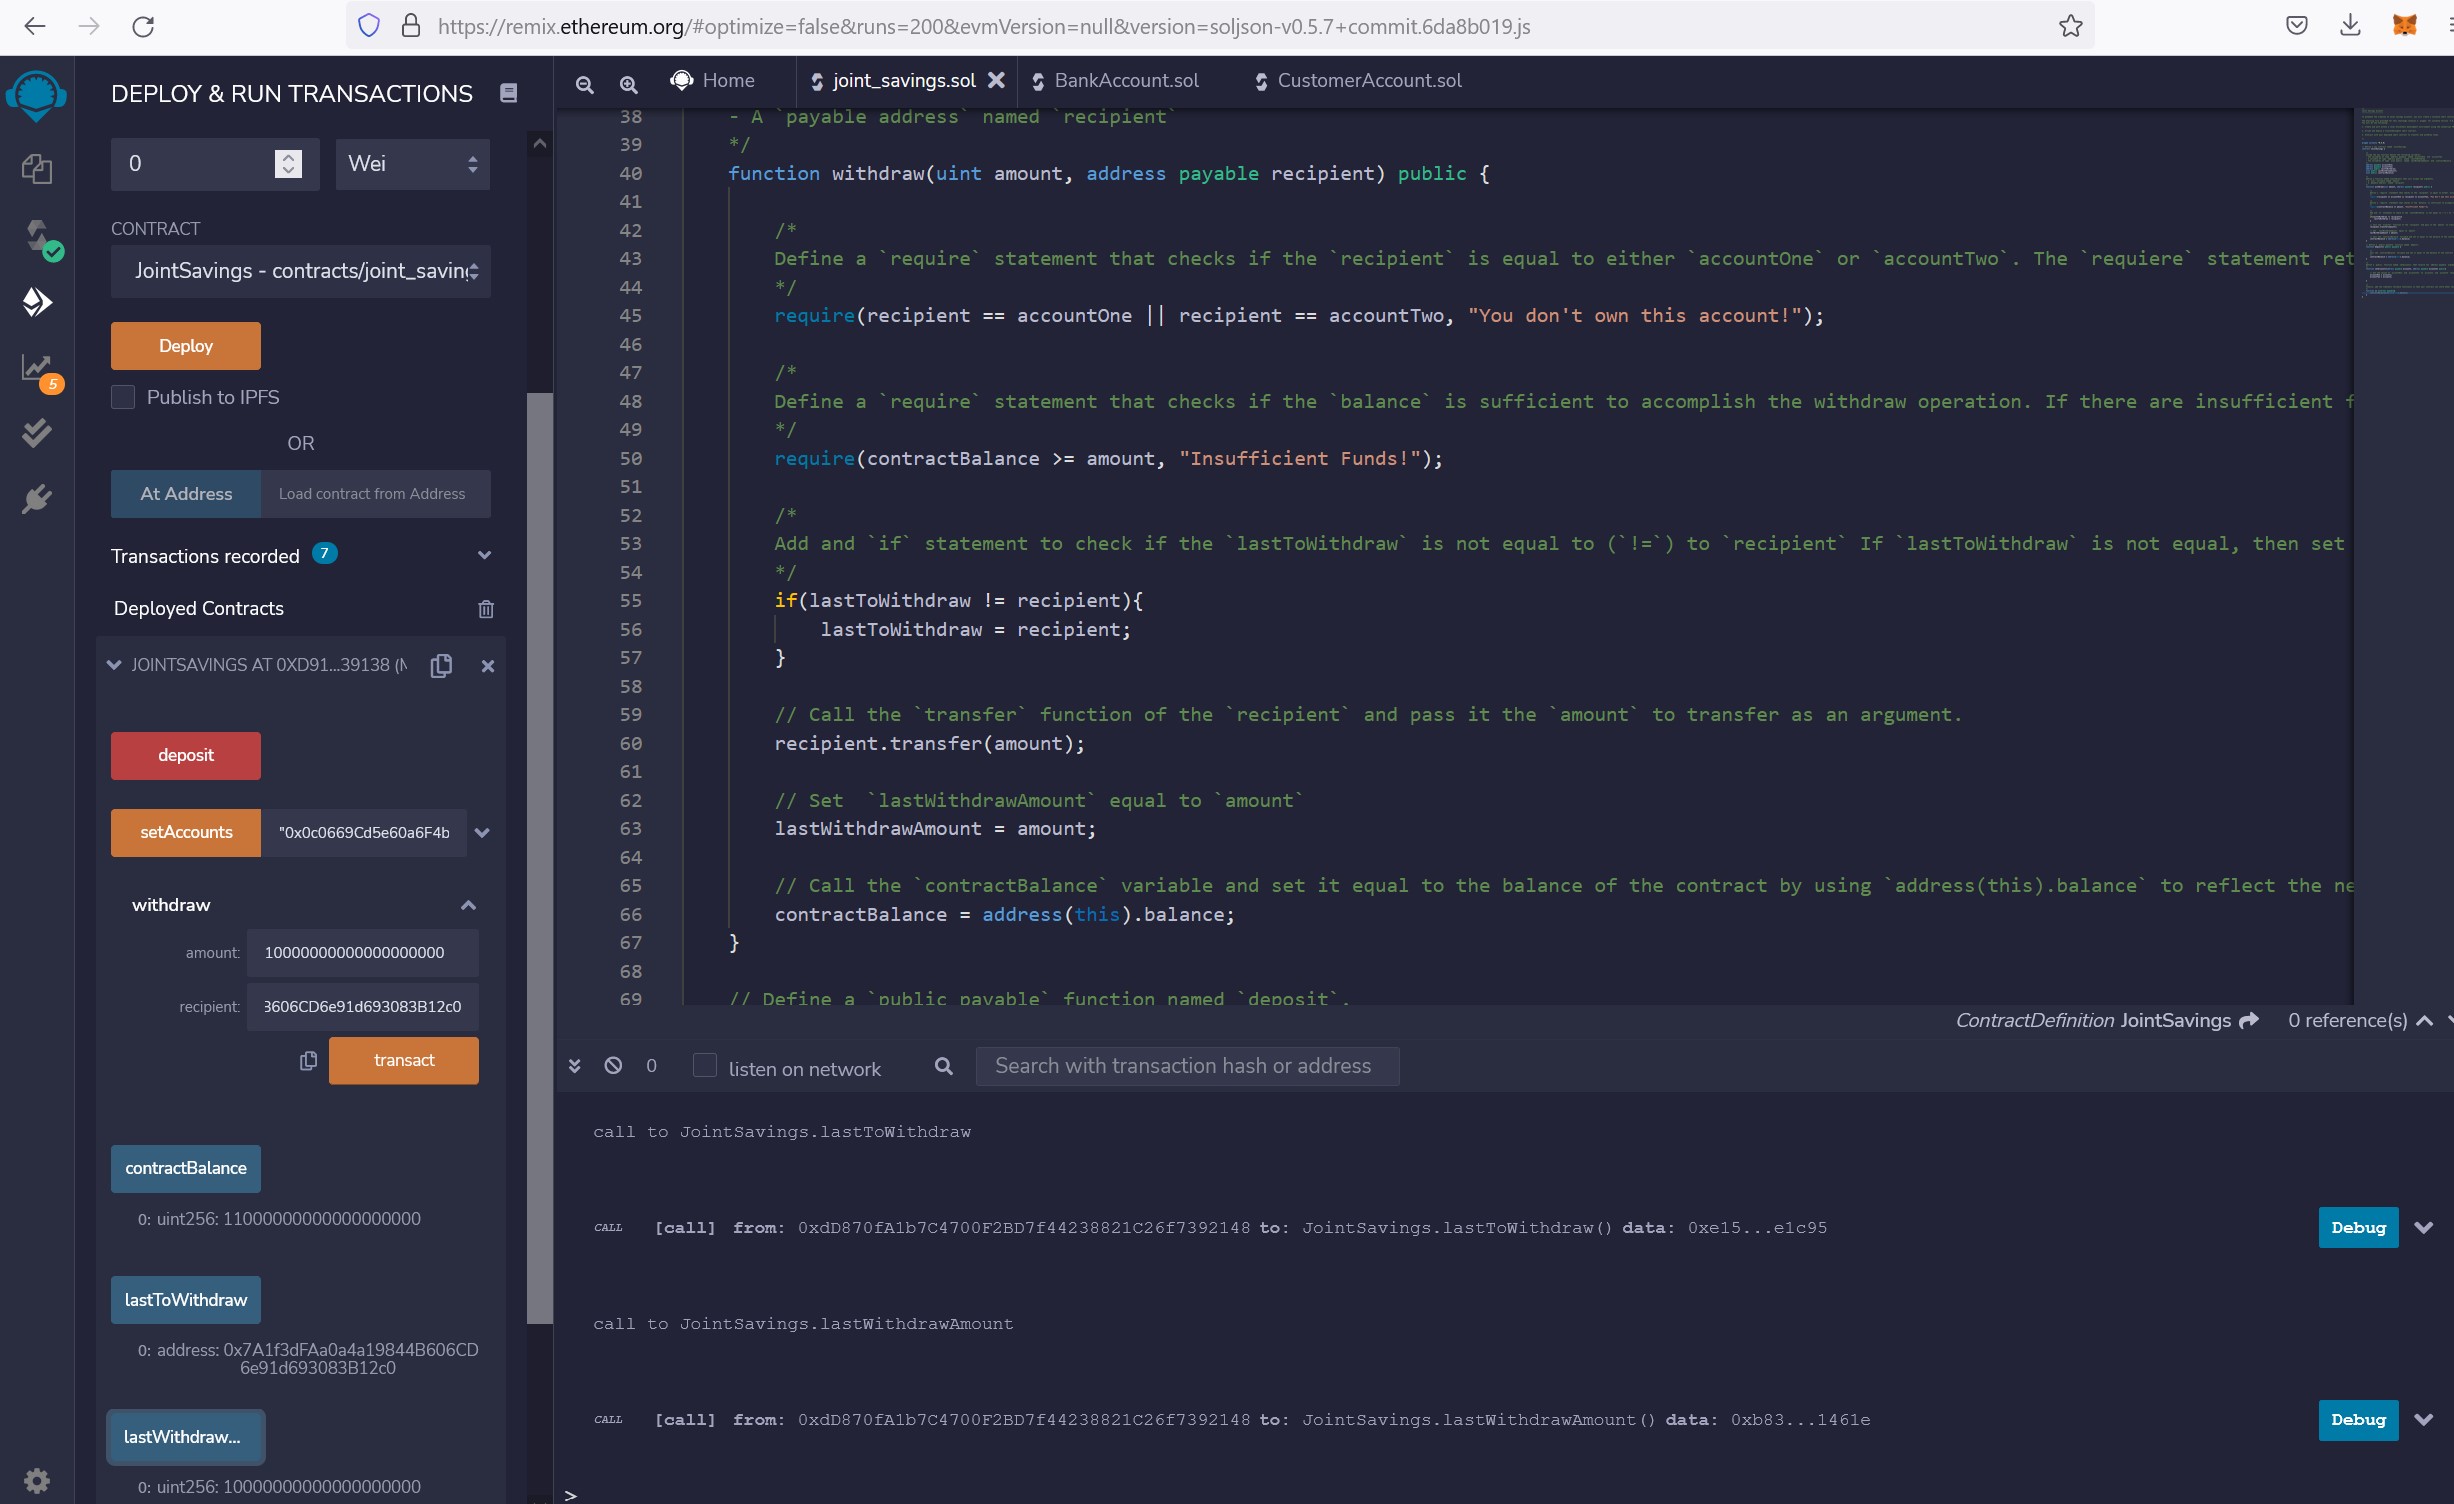 https://remix.ethereum.org/#optimize=false&runs=200&evmVersion=null&version=soljson-v0.5.7+commit.6da8b019.js
DEPLOY & RUN TRANSACTIONS
0
Wei
CONTRACT
JointSavings - contracts/joint_saving
Deploy
Publish to IPFS
OR
At Address
Load contract from Address
Transactions recorded 7
Deployed Contracts
JOINTSAVINGS AT 0XD91...39138 (M
deposit
setAccounts
"0x0c0669Cd5e60a6F4b
withdraw
amount:
10000000000000000000
recipient:
3606CD6e91d693083B12c0
transact
contractBalance
0: uint256: 11000000000000000000
lastToWithdraw
0: address: 0x7A1f3dFAa0a4a19844B606CD
6e91d693083B12c0
lastWithdraw...
0: uint256: 10000000000000000000
5
Home
joint_savings.sol
BankAccount.sol
CustomerAccount.sol
38 - A `payable address` named `recipient`
39 */
40 function withdraw(uint amount, address payable recipient) public {
41
42 /*
43 Define a `require` statement that checks if the `recipient` is equal to either `accountOne` or `accountTwo`. The `requiere` statement ret
44 */
45 require(recipient == accountOne || recipient == accountTwo, "You don't own this account!");
46
47 /*
48 Define a `require` statement that checks if the `balance` is sufficient to accomplish the withdraw operation. If there are insufficient f
49 */
50 require(contractBalance >= amount, "Insufficient Funds!");
51
52 /*
53 Add and `if` statement to check if the `lastToWithdraw` is not equal to (`!=`) to `recipient` If `lastToWithdraw` is not equal, then set
54 */
55 if(lastToWithdraw != recipient){
56 lastToWithdraw = recipient;
57 }
58
59 // Call the `transfer` function of the `recipient` and pass it the `amount` to transfer as an argument.
60 recipient.transfer(amount);
61
62 // Set  `lastWithdrawAmount` equal to `amount`
63 lastWithdrawAmount = amount;
64
65 // Call the `contractBalance` variable and set it equal to the balance of the contract by using `address(this).balance` to reflect the ne
66 contractBalance = address(this).balance;
67 }
68
69 // Define a `public payable` function named `deposit`.
ContractDefinition JointSavings 0 reference(s)
0
listen on network
Search with transaction hash or address
call to JointSavings.lastToWithdraw
CALL [call] from: 0xdD870fA1b7C4700F2BD7f44238821C26f7392148 to: JointSavings.lastToWithdraw() data: 0xe15...e1c95
Debug
call to JointSavings.lastWithdrawAmount
CALL [call] from: 0xdD870fA1b7C4700F2BD7f44238821C26f7392148 to: JointSavings.lastWithdrawAmount() data: 0xb83...1461e
Debug
>